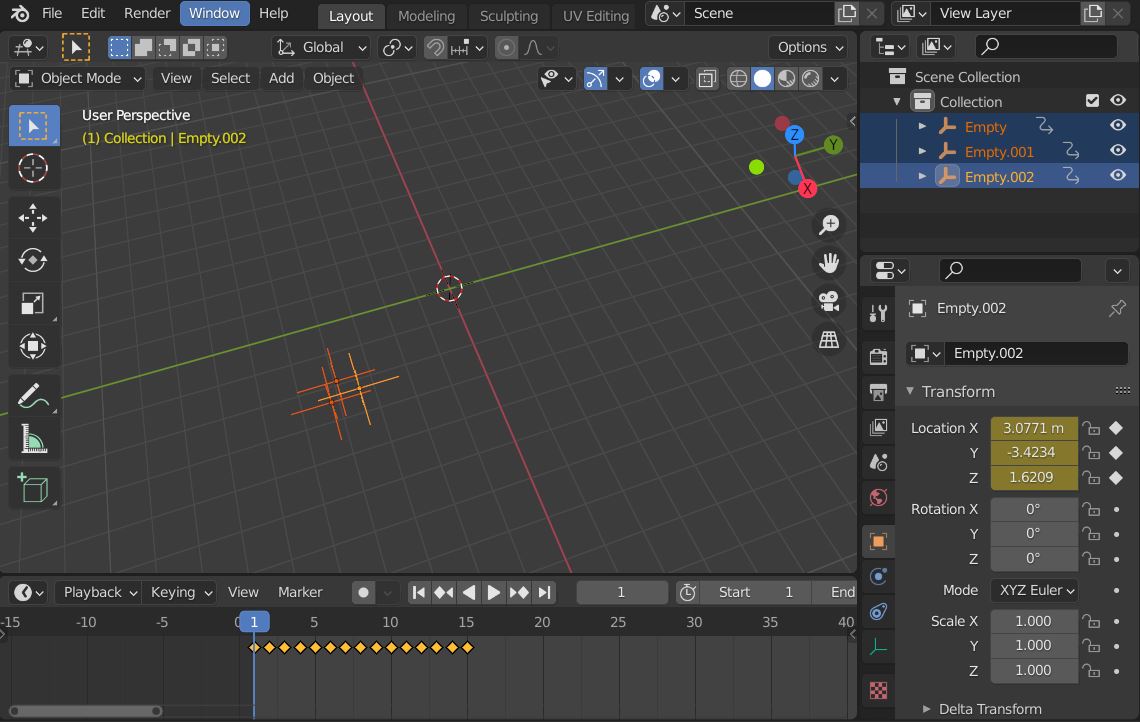 File Edit Render Window Help Layout Modeling Sculpting UV Editing Scene View Layer
Global Options
Object Mode View Select Add Object
User Perspective
(1) Collection | Empty.002
Z
Y
X
Scene Collection
Collection
Empty
Empty.001
Empty.002
Empty.002
Empty.002
Transform
Location X 3.0771 m
Y -3.4234
Z 1.6209
Rotation X 0°
Y 0°
Z 0°
Mode XYZ Euler
Scale X 1.000
Y 1.000
Z 1.000
Delta Transform
Playback Keying View Marker 1 Start 1 End
-15 -10 -5 1 5 10 15 20 25 30 35 40